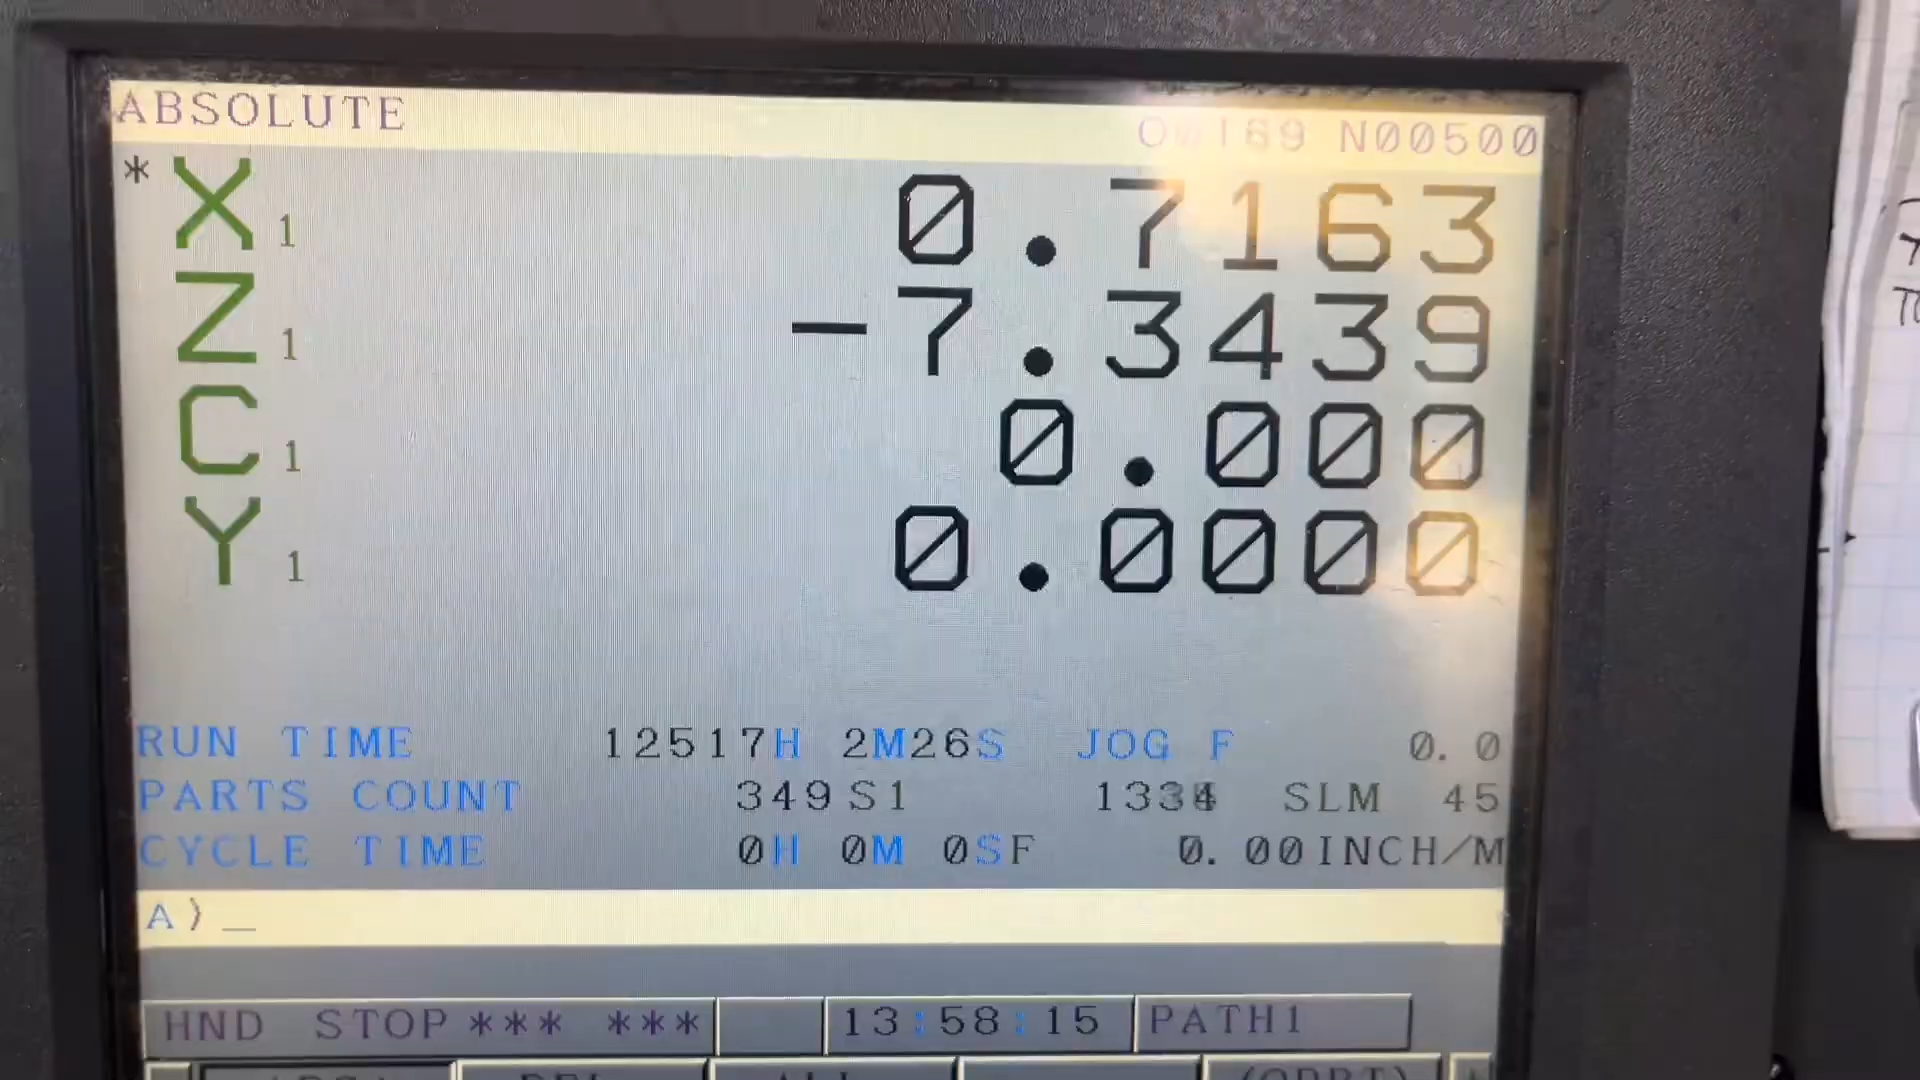 ABSOLUTE
O0169 N00500
* X 1 0.7163
Z 1 -7.3439
C 1 0.000
Y 1 0.0000
RUN TIME 12517H 2M26S JOG F 0.0
PARTS COUNT 349 S1 SLM 45
CYCLE TIME 0H 0M 0S F 0.00INCH/M
A)_
HND STOP *** *** 13:58:15 PATH1